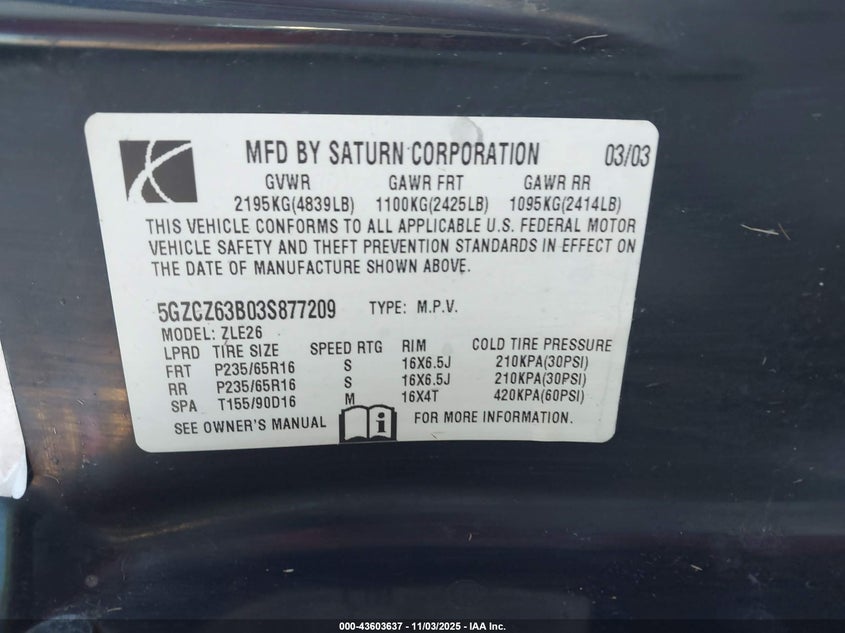 MFD BY SATURN CORPORATION 03/03
GVWR GAWR FRT GAWR RR
2195KG(4839LB) 1100KG(2425LB) 1095KG(2414LB)
THIS VEHICLE CONFORMS TO ALL APPLICABLE U.S. FEDERAL MOTOR
VEHICLE SAFETY AND THEFT PREVENTION STANDARDS IN EFFECT ON
THE DATE OF MANUFACTURE SHOWN ABOVE.
5GZCZ63B03S877209 TYPE: M.P.V.
MODEL: ZLE26
LPRD TIRE SIZE SPEED RTG RIM COLD TIRE PRESSURE
FRT P235/65R16 S 16X6.5J 210KPA(30PSI)
RR P235/65R16 S 16X6.5J 210KPA(30PSI)
SPA T155/90D16 M 16X4T 420KPA(60PSI)
SEE OWNER'S MANUAL i FOR MORE INFORMATION.
000-43603637 - 11/03/2025 - IAA Inc.